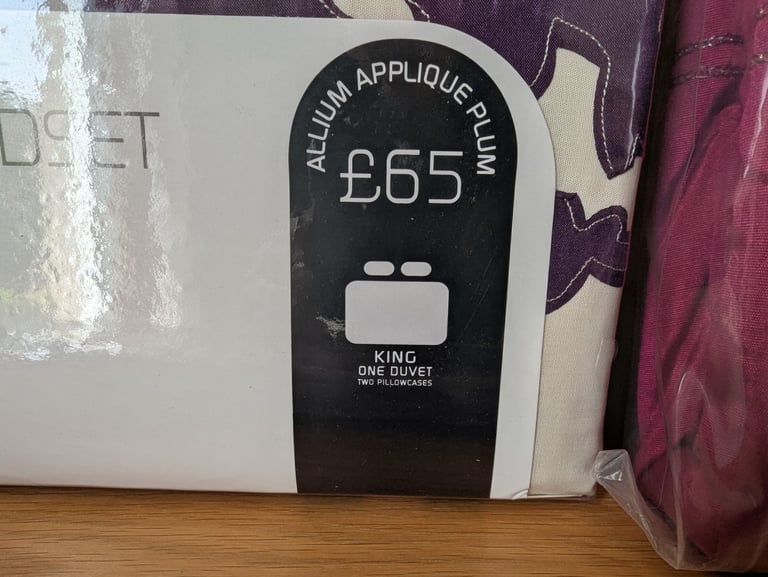 DSET
ALLIUM APPLIQUE PLUM
£65
KING
ONE DUVET
TWO PILLOWCASES